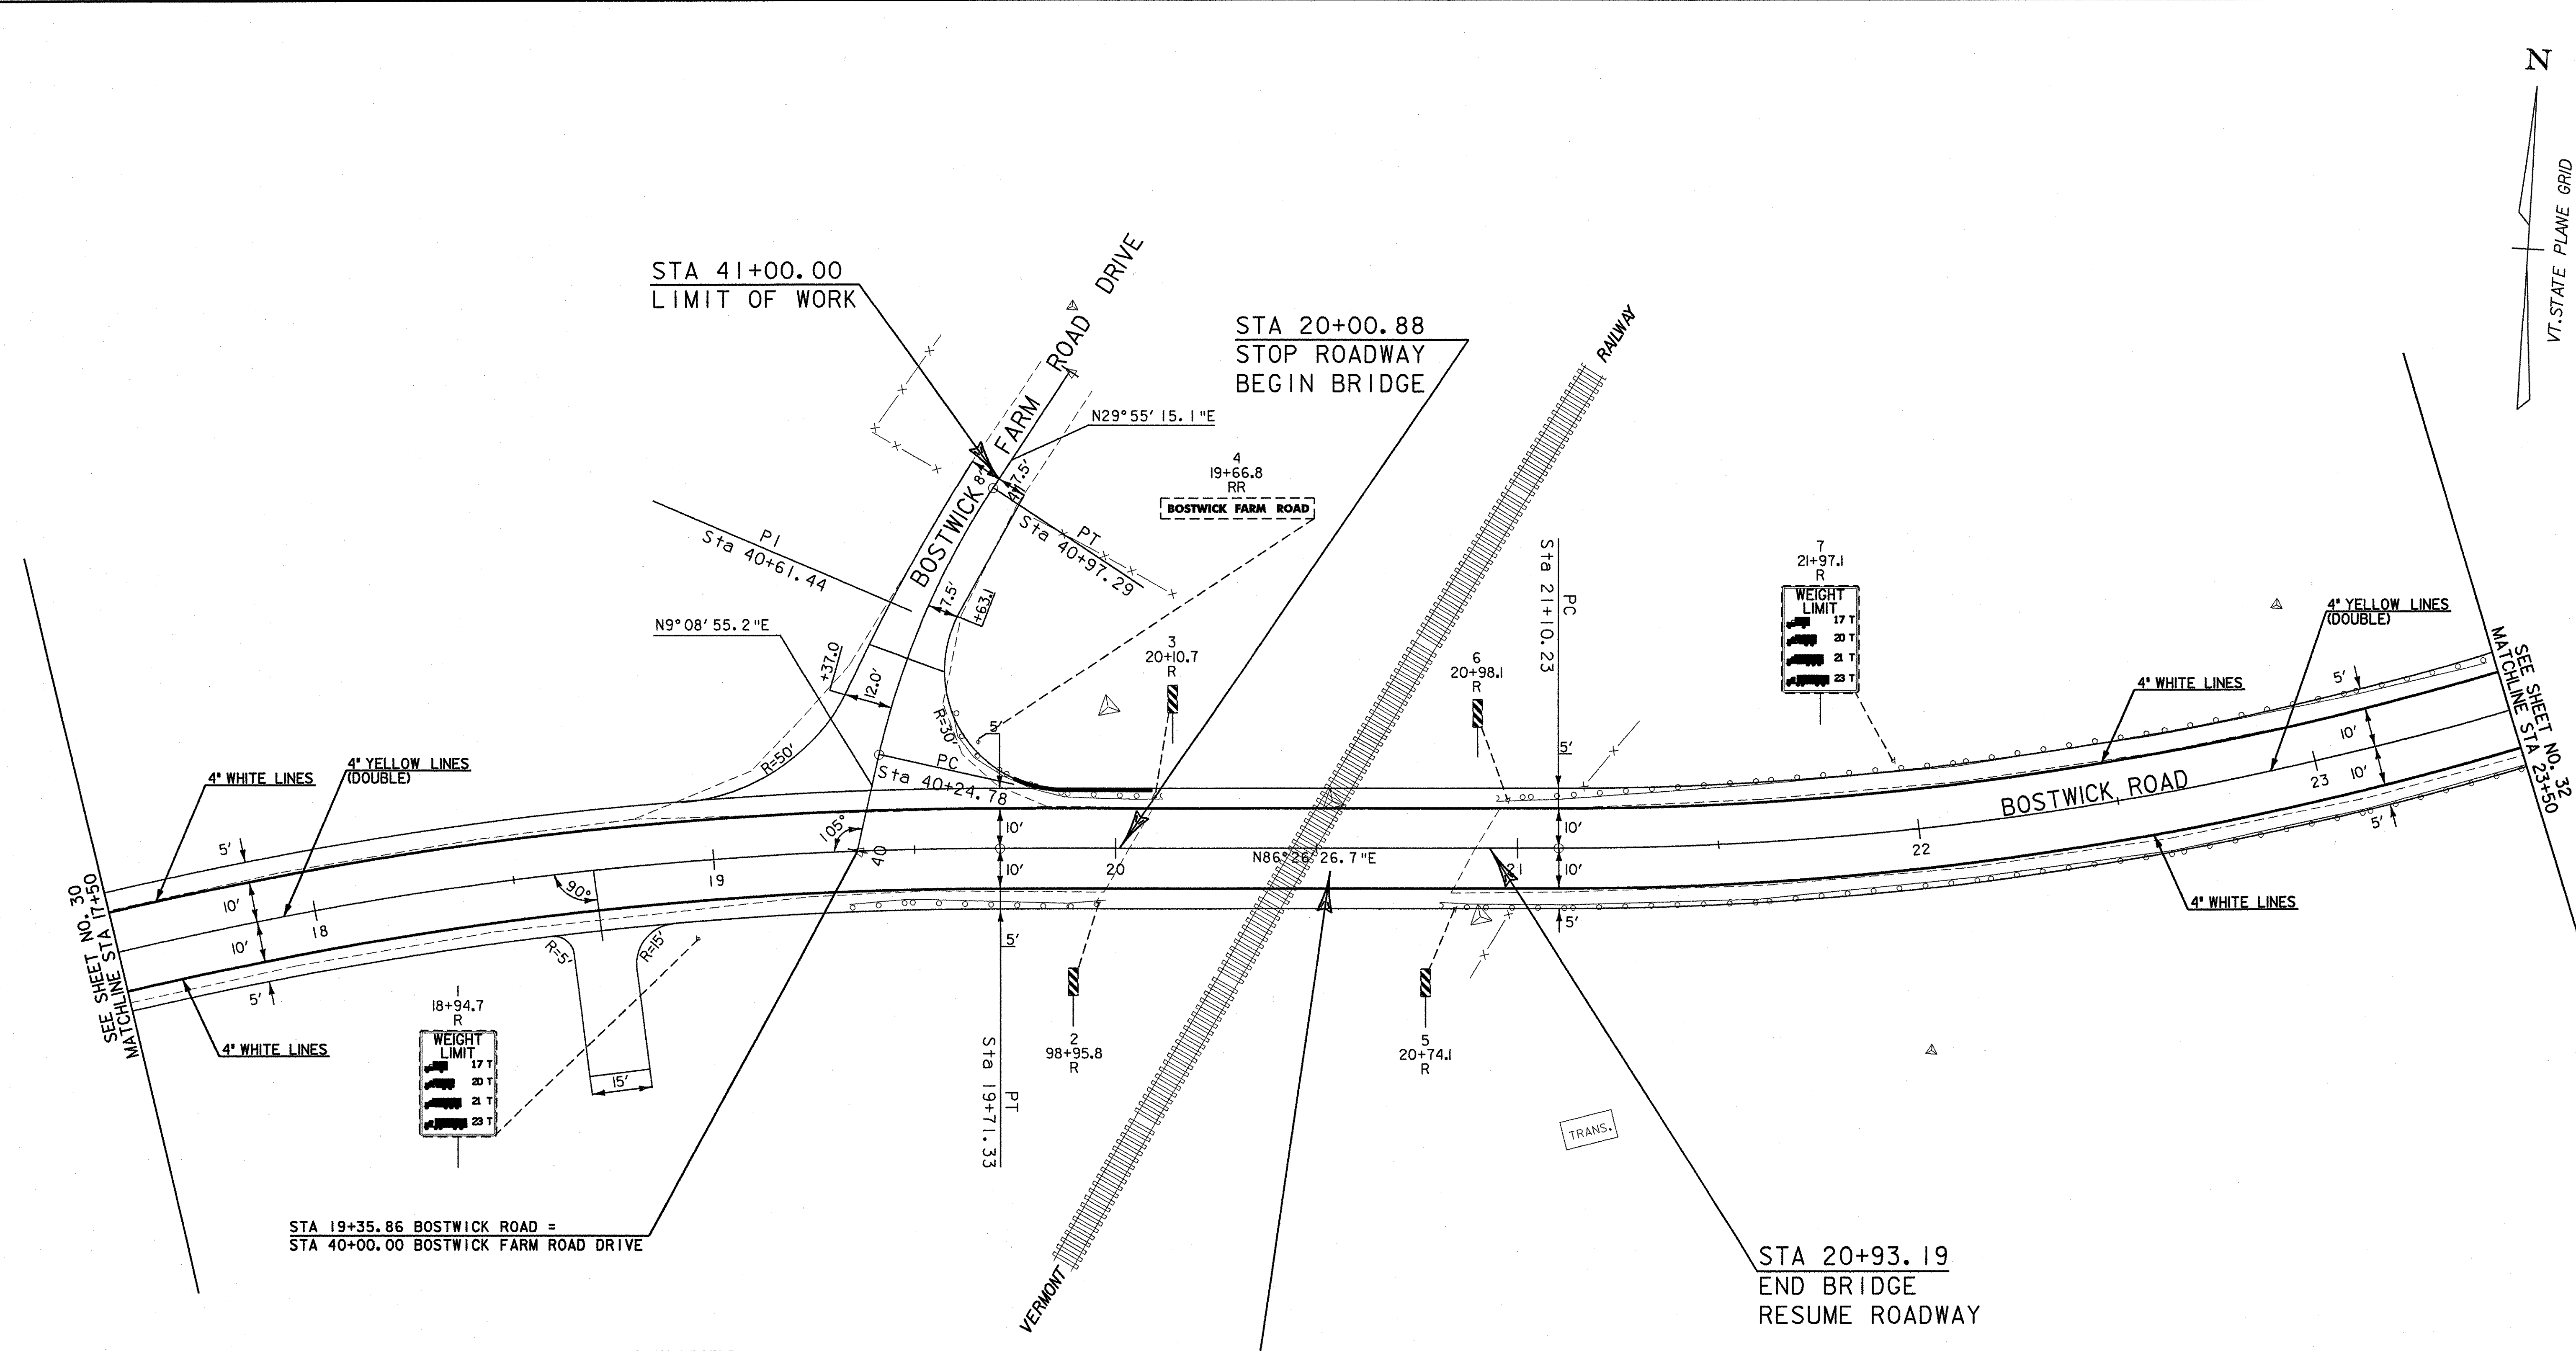 N
VT. STATE PLANE GRID
STA 41+00.00
LIMIT OF WORK
BOSTWICK FARM ROAD DRIVE
STA 20+00.88
STOP ROADWAY
BEGIN BRIDGE
RAILWAY
N29°55'15.1"E
4
19+66.8
RR
BOSTWICK FARM ROAD
8'
17.5'
PT
Sta 40+97.29
PI
Sta 40+61.44
7.5'
+63.1
N9°08'55.2"E
+37.0
12.0'
R=50'
R=30'
5'
PC
Sta 40+24.78
3
20+10.7
R
6
20+98.1
R
PC
Sta 21+10.23
5'
7
21+97.1
R
WEIGHT
LIMIT
17 T
20 T
21 T
23 T
4" YELLOW LINES
(DOUBLE)
4" WHITE LINES
5'
SEE SHEET NO. 32
MATCHLINE STA 23+50
4" WHITE LINES
4" YELLOW LINES
(DOUBLE)
5'
10'
10'
18
90°
19
105°
40
10'
10'
20
N86°26'26.7"E
21
10'
10'
22
BOSTWICK ROAD
23
10'
10'
5'
4" WHITE LINES
SEE SHEET NO. 30
MATCHLINE STA 17+50
5'
4" WHITE LINES
R=5'
R=15'
15'
1
18+94.7
R
WEIGHT
LIMIT
17 T
20 T
21 T
23 T
5'
PT
Sta 19+71.33
2
98+95.8
R
5
20+74.1
R
5'
TRANS.
VERMONT
STA 19+35.86 BOSTWICK ROAD =
STA 40+00.00 BOSTWICK FARM ROAD DRIVE
STA 20+93.19
END BRIDGE
RESUME ROADWAY